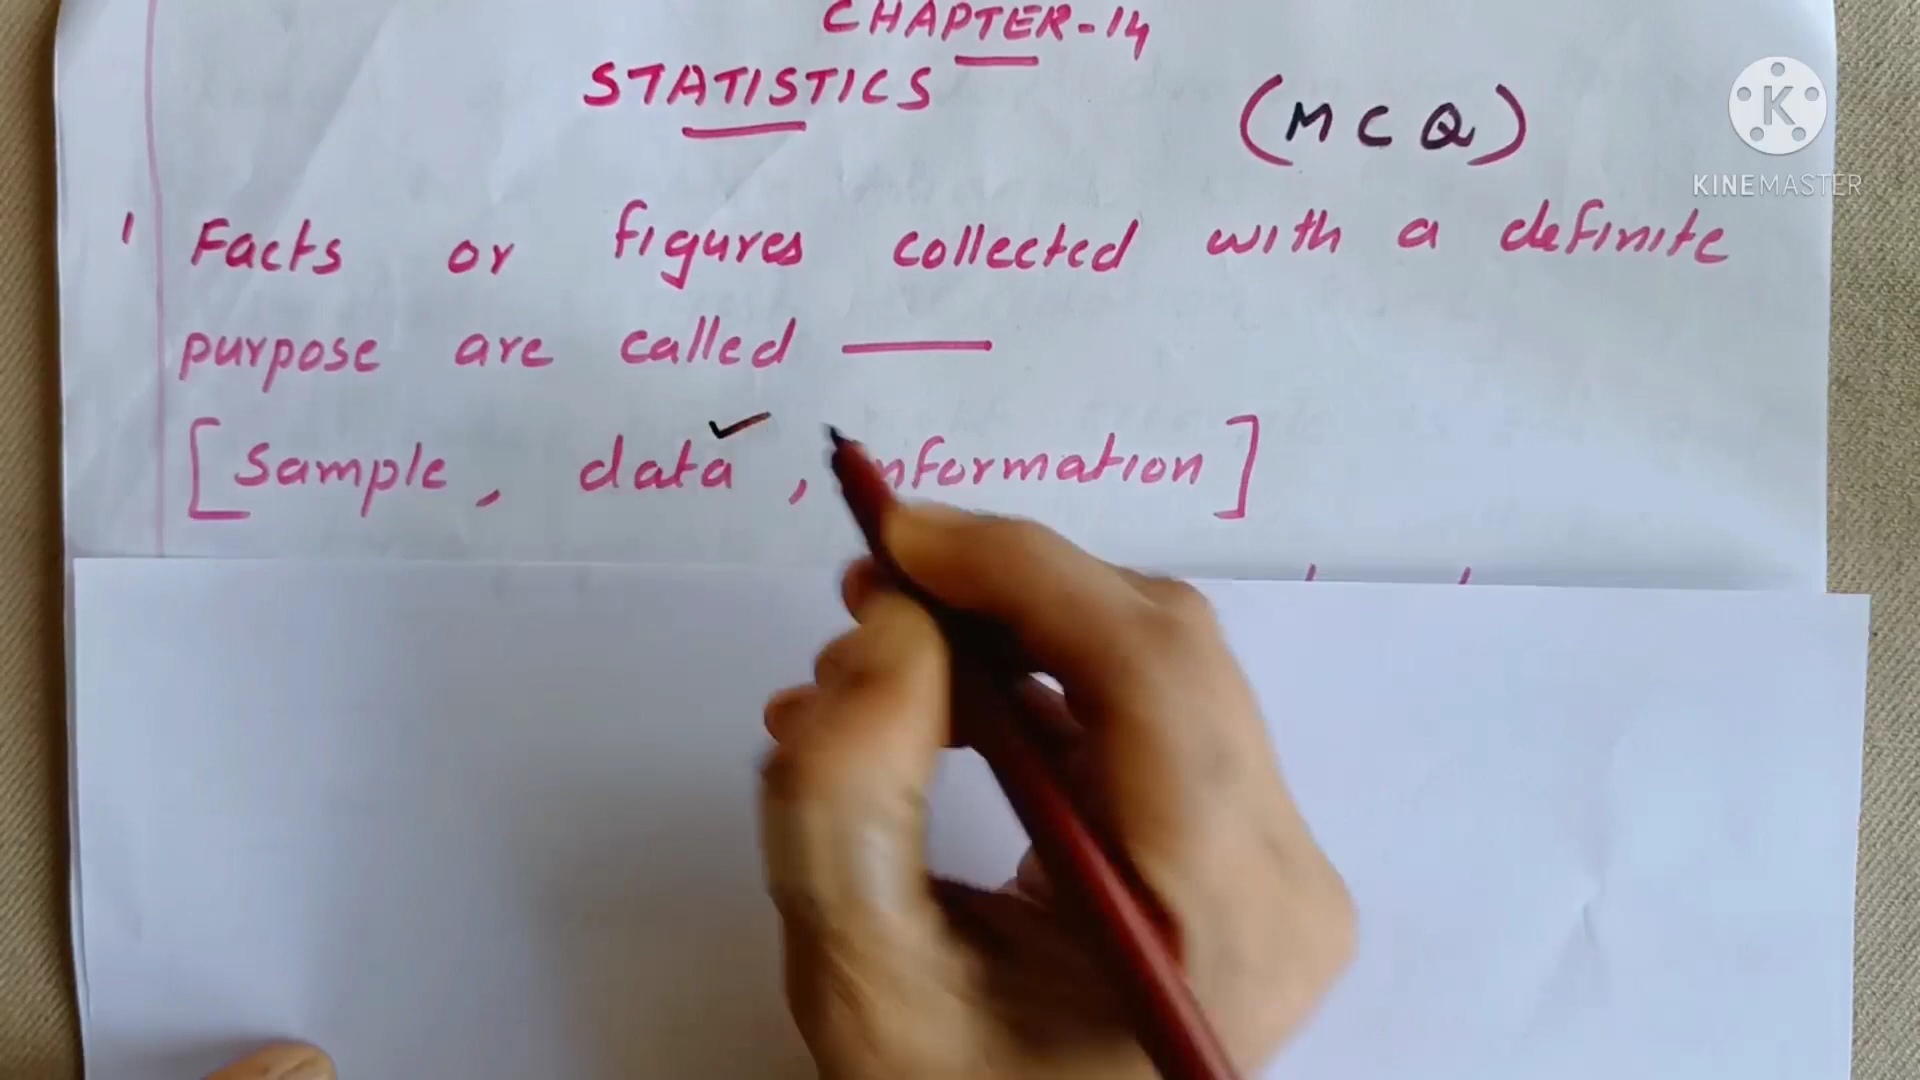 CHAPTER-14
STATISTICS
(MCQ)
K
KINEMASTER
1 Facts or figures collected with a definite
purpose are called ———
[sample, data ✓, information]